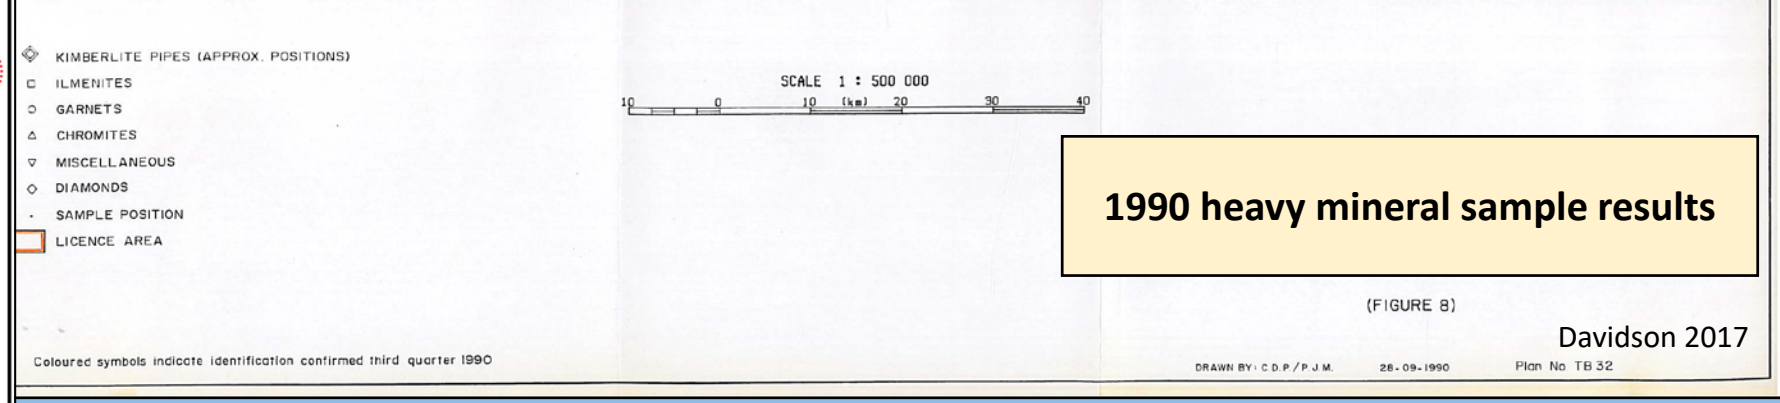 KIMBERLITE PIPES (APPROX. POSITIONS)
ILMENITES
GARNETS
CHROMITES
MISCELLANEOUS
DIAMONDS
SAMPLE POSITION
LICENCE AREA
SCALE 1 : 500 000
10 0 10 (km) 20 30 40
1990 heavy mineral sample results
(FIGURE 8)
Davidson 2017
Coloured symbols indicate identification confirmed third quarter 1990
DRAWN BY: C.D.P./P.J.M. 28-09-1990 Plan No TB 32